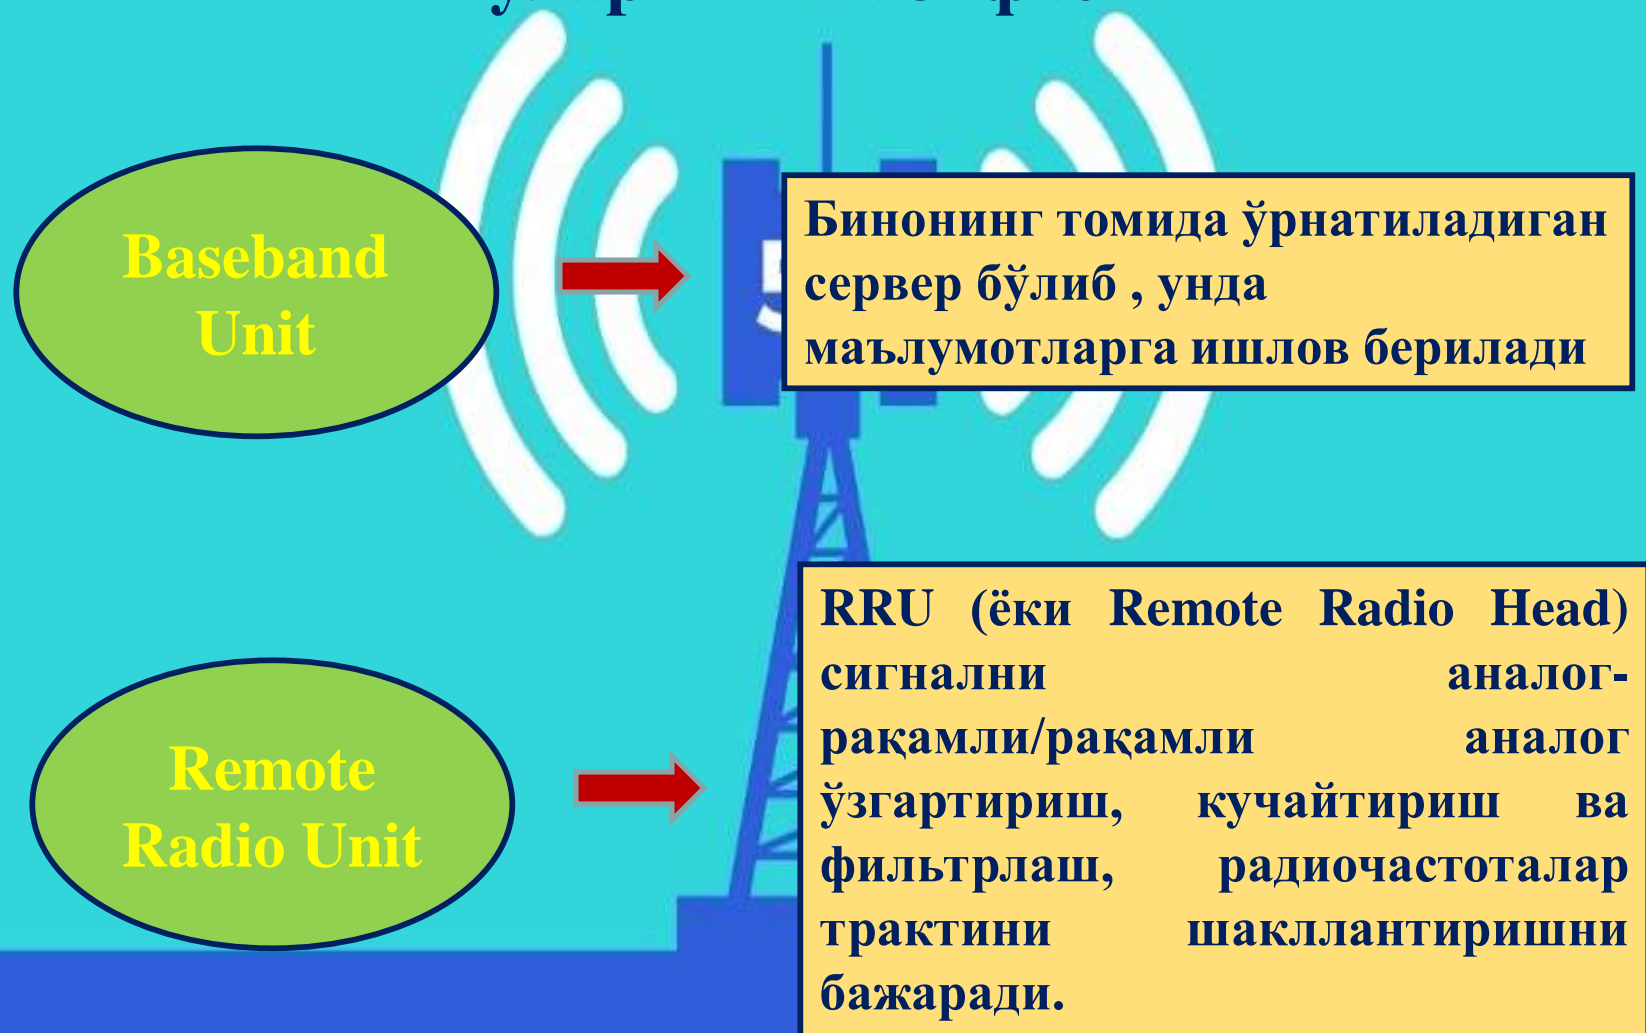 Baseband
Unit
Бинонинг томида ўрнатиладиган
сервер бўлиб , унда
маълумотларга ишлов берилади
Remote
Radio Unit
RRU (ёки Remote Radio Head)
сигнални аналог-
рақамли/рақамли аналог
ўзгартириш, кучайтириш ва
фильтрлаш, радиочастоталар
трактини шакллантиришни
бажаради.